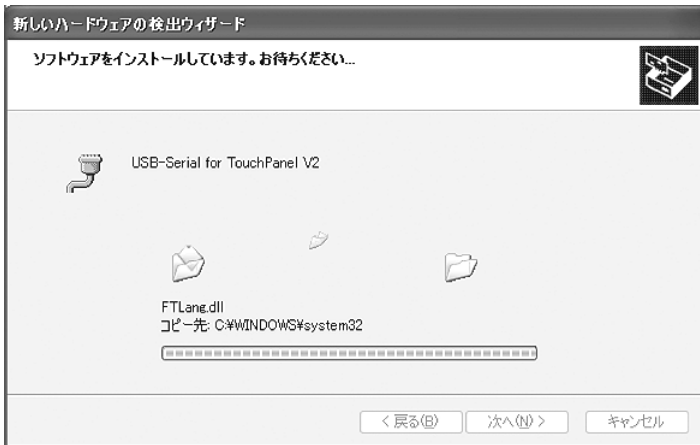 新しいハードウェアの検出ウィザード
ソフトウェアをインストールしています。お待ちください...
USB-Serial for TouchPanel V2
FTLang.dll
コピー先: C:¥WINDOWS¥system32
< 戻る(B) 次へ(N) > キャンセル